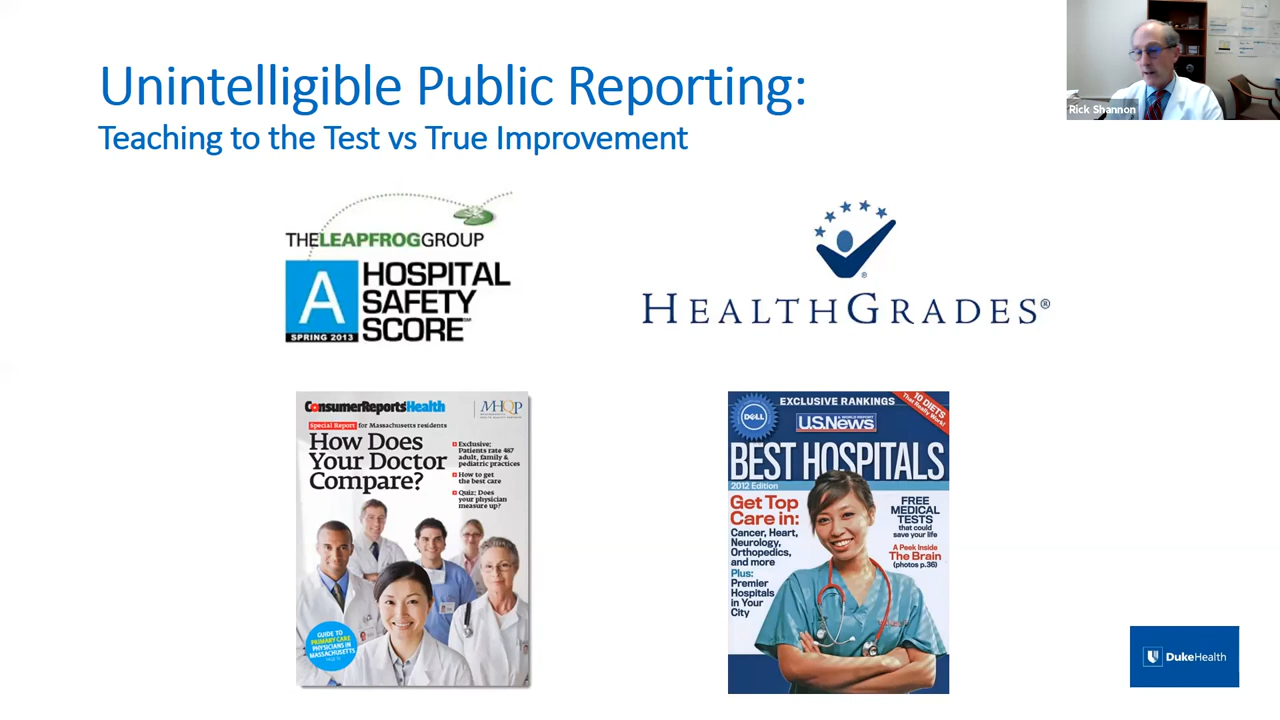 Unintelligible Public Reporting:
Teaching to the Test vs True Improvement
Rick Shannon
THELEAPFROGGROUP
A
HOSPITAL
SAFETY
SCORE
SPRING 2013
HEALTHGRADES®
ConsumerReportsHealth
MHQP
Special Report for Massachusetts residents
How Does
Your Doctor
Compare?
Exclusive:
Patients rate 487
adult, family &
pediatric practices
How to get
the best care
Quiz: Does
your physician
measure up?
GUIDE TO
PRIMARY CARE
PHYSICIANS IN
MASSACHUSETTS
EXCLUSIVE RANKINGS
10 DIETS
That Really Work!
DELL
U.S.News
BEST HOSPITALS
2012 Edition
Get Top
Care in:
Cancer, Heart,
Neurology,
Orthopedics,
and more
Plus:
Premier
Hospitals
in Your
City
FREE
MEDICAL
TESTS
that could
save your life
A Peek Inside
The Brain
(photos p.36)
DukeHealth